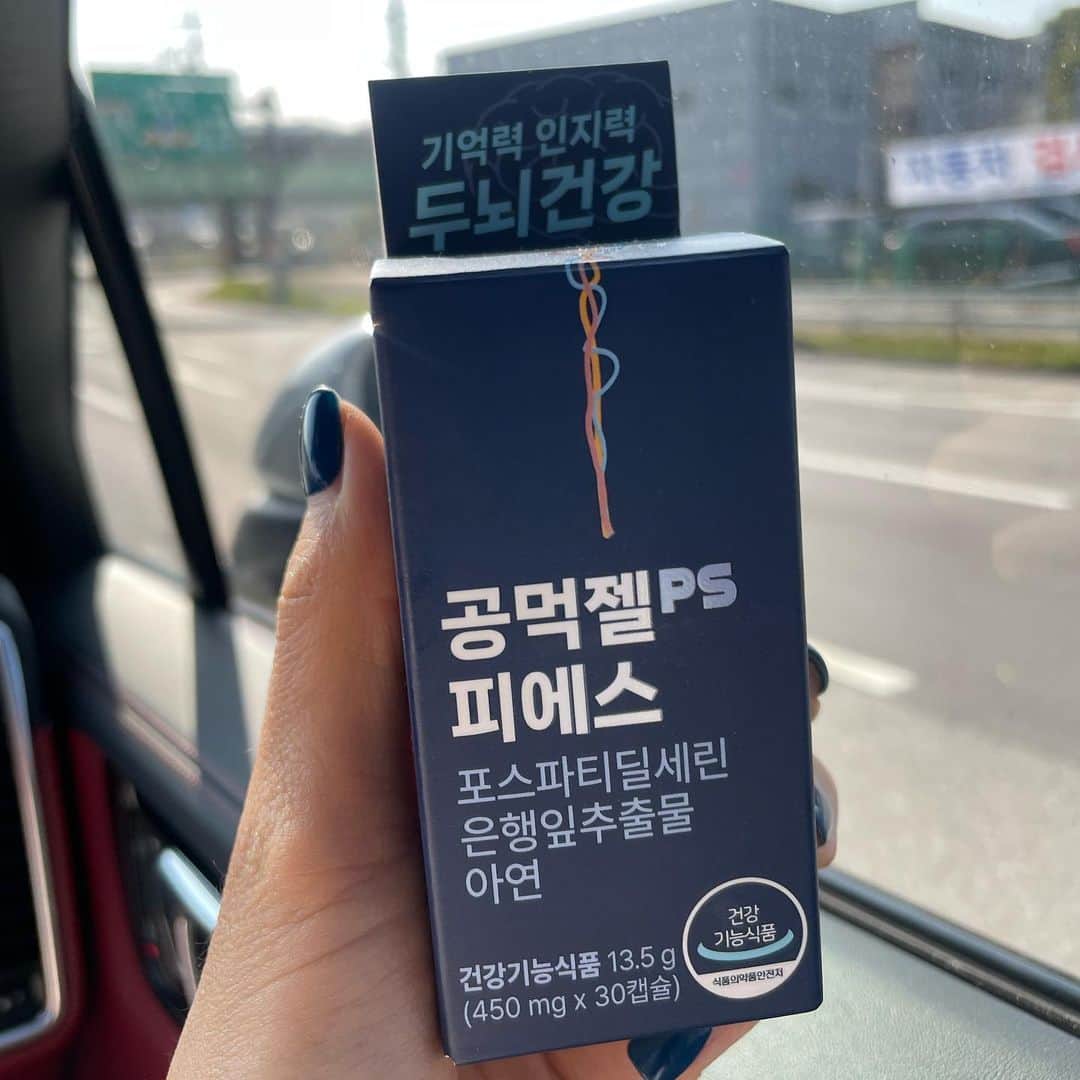 기억력 인지력
두뇌건강
공먹젤PS
피에스
포스파티딜세린
은행잎추출물
아연
건강기능식품 13.5 g
(450 mg x 30캡슐)
건강
기능식품
식품의약품안전처
자동차